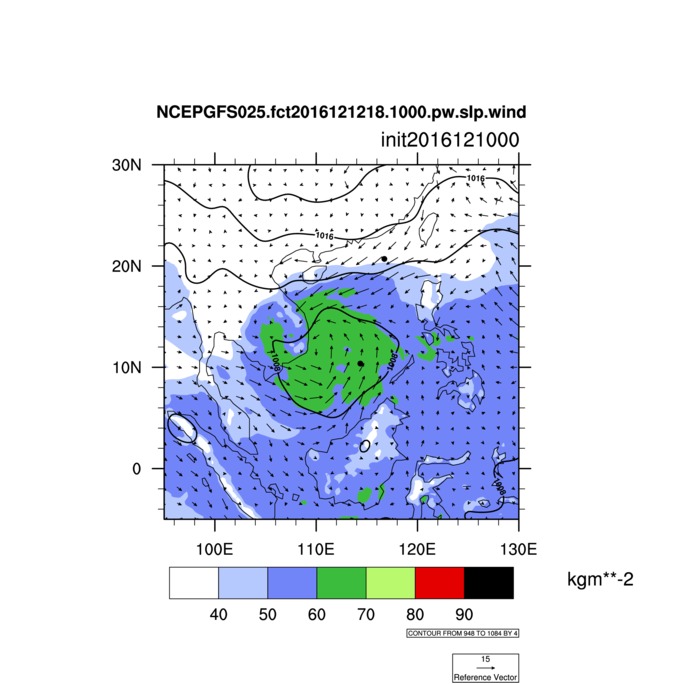 NCEPGFS025.fct2016121218.1000.pw.slp.wind
init2016121000
30N
1016
1016
20N
10N
1008
1008
0
1008
100E 110E 120E 130E
kgm**-2
40 50 60 70 80 90
CONTOUR FROM 948 TO 1084 BY 4
15
Reference Vector